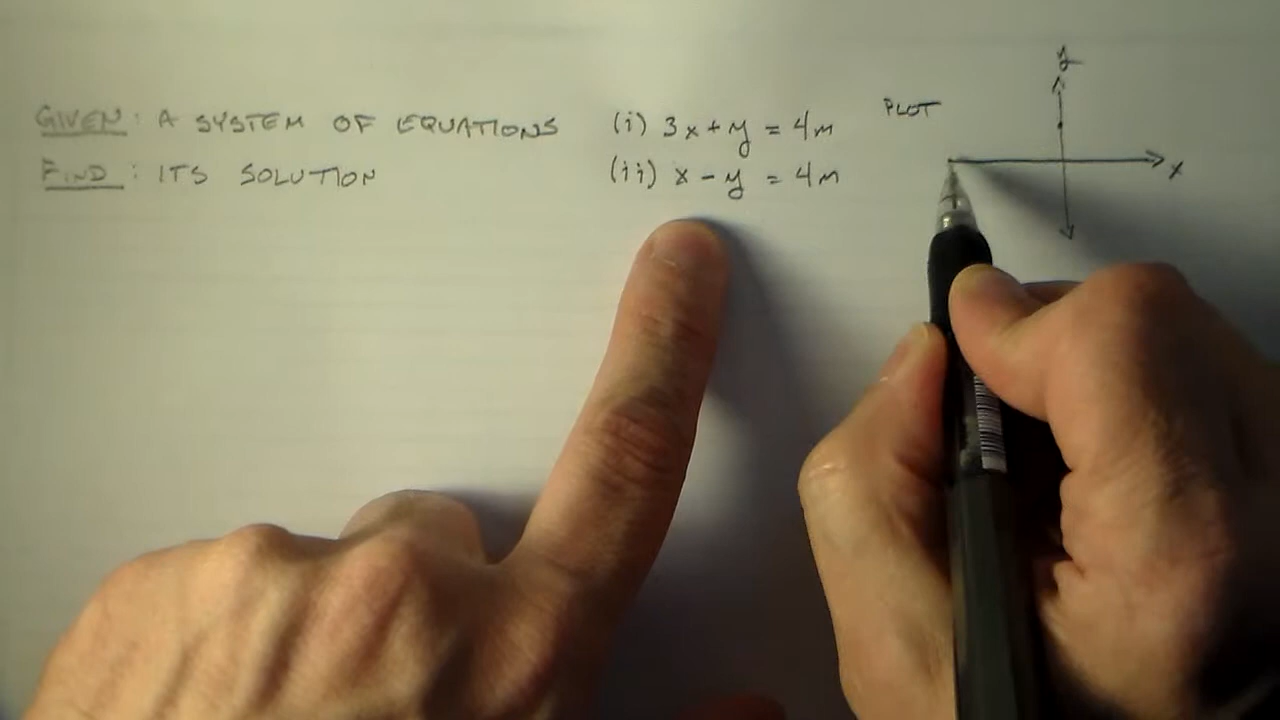 GIVEN: A SYSTEM OF EQUATIONS (i) 3x+y = 4m
FIND: ITS SOLUTION (ii) x-y = 4m
PLOT
y
x